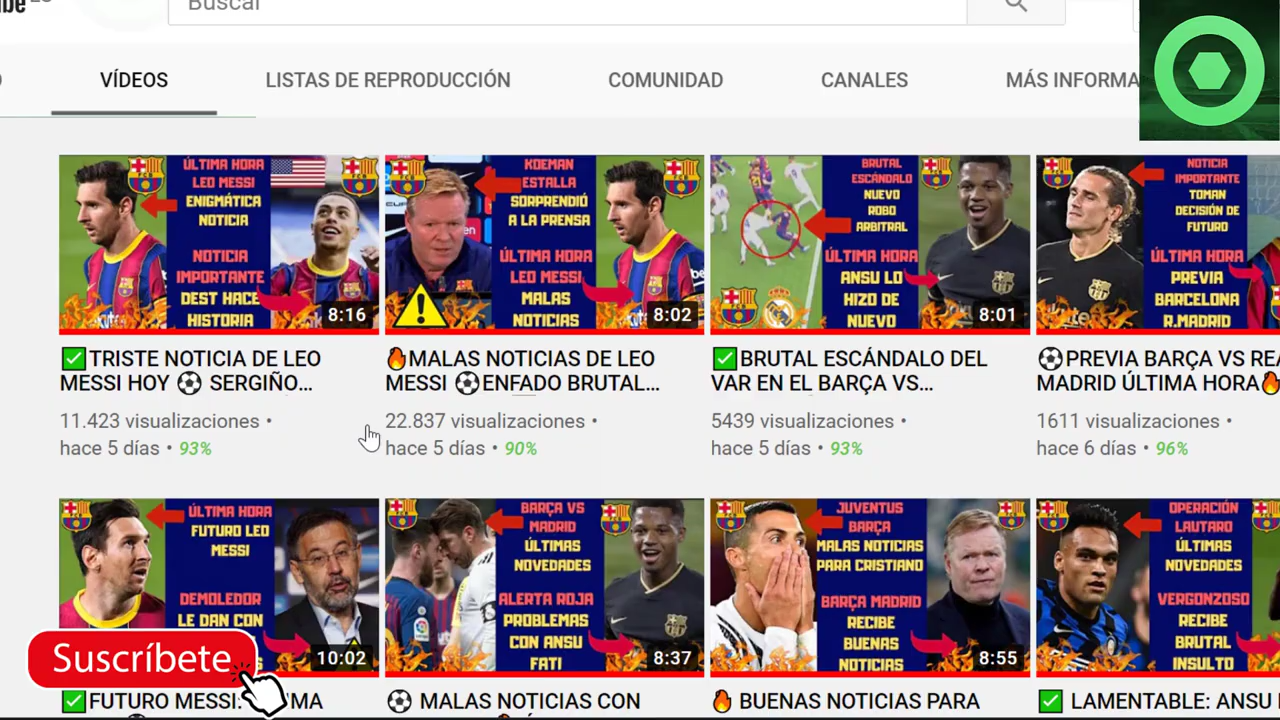 Buscar
VÍDEOS
LISTAS DE REPRODUCCIÓN
COMUNIDAD
CANALES
MÁS INFORMA
ÚLTIMA HORA
LEO MESSI
ENIGMÁTICA
NOTICIA
NOTICIA
IMPORTANTE
DEST HACE
HISTORIA
8:16
KOEMAN
ESTALLA
SORPRENDIÓ
A LA PRENSA
ÚLTIMA HORA
LEO MESSI
MALAS
NOTICIAS
8:02
BRUTAL
ESCÁNDALO
NUEVO
ROBO
ARBITRAL
ÚLTIMA HORA
ANSU LO
HIZO DE
NUEVO
8:01
NOTICIA
IMPORTANTE
TOMAN
DECISIÓN DE
FUTURO
ÚLTIMA HORA
PREVIA
BARCELONA
R.MADRID
✅TRISTE NOTICIA DE LEO
MESSI HOY ⚽ SERGIÑO...
11.423 visualizaciones •
hace 5 días • 93%
🔥MALAS NOTICIAS DE LEO
MESSI ⚽ENFADO BRUTAL...
22.837 visualizaciones •
hace 5 días • 90%
✅BRUTAL ESCÁNDALO DEL
VAR EN EL BARÇA VS...
5439 visualizaciones •
hace 5 días • 93%
⚽PREVIA BARÇA VS REA
MADRID ÚLTIMA HORA🔥
1611 visualizaciones •
hace 6 días • 96%
ÚLTIMA HORA
FUTURO LEO
MESSI
DEMOLEDOR
LE DAN CON
10:02
BARÇA VS
MADRID
ÚLTIMAS
NOVEDADES
ALERTA ROJA
PROBLEMAS
CON ANSU
FATI
8:37
JUVENTUS
BARÇA
MALAS NOTICIAS
PARA CRISTIANO
BARÇA MADRID
RECIBE
BUENAS
NOTICIAS
8:55
OPERACIÓN
LAUTARO
ÚLTIMAS
NOVEDADES
VERGONZOSO
RECIBE
BRUTAL
INSULTO
Suscríbete
✅FUTURO MESSI:
⚽ MALAS NOTICIAS CON
🔥 BUENAS NOTICIAS PARA
✅ LAMENTABLE: ANSU